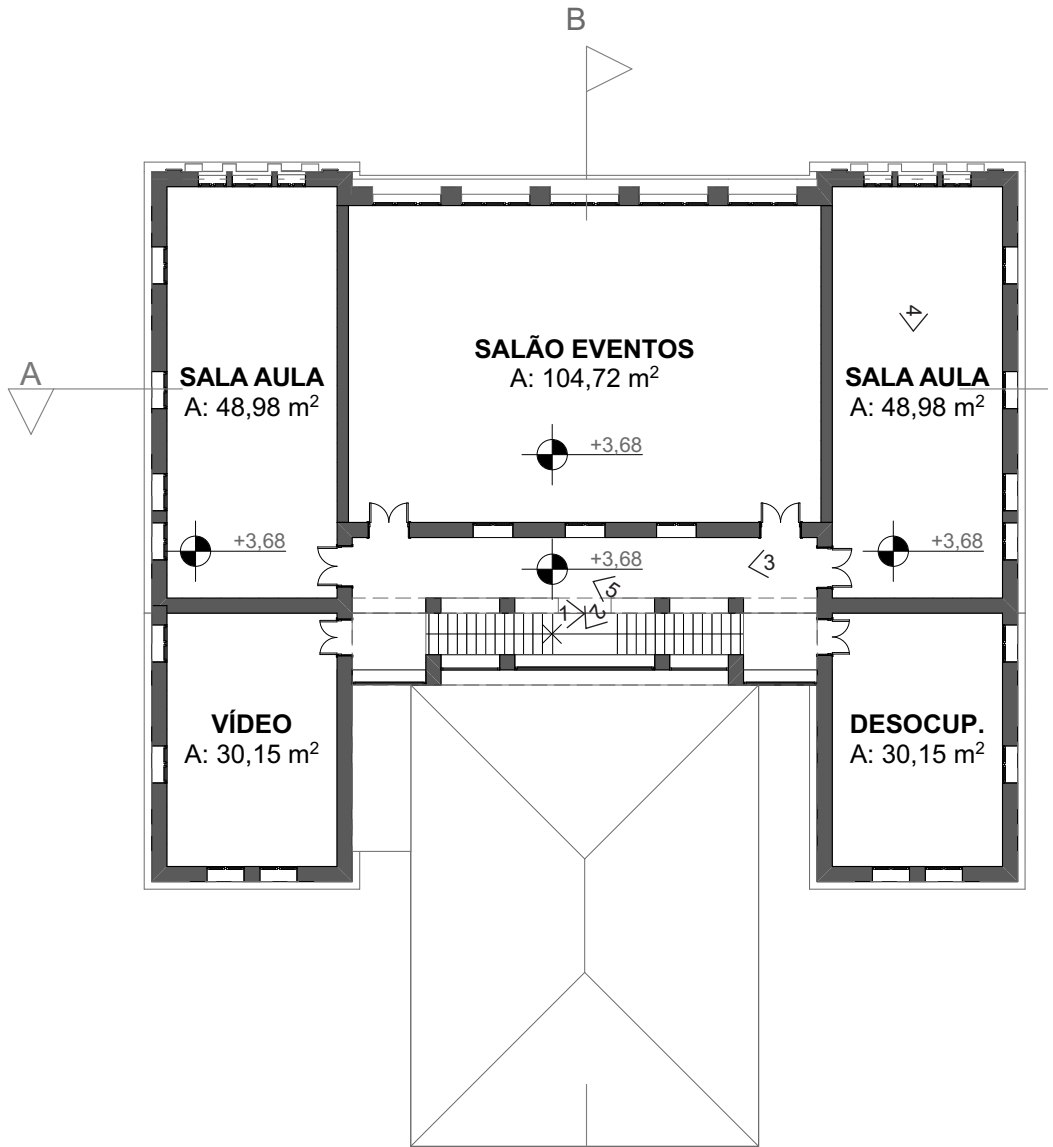 B
A
SALÃO EVENTOS
A: 104,72 m²
SALA AULA
A: 48,98 m²
SALA AULA
A: 48,98 m²
4
+3,68
+3,68
+3,68
+3,68
3
5
1
2
VÍDEO
A: 30,15 m²
DESOCUP.
A: 30,15 m²